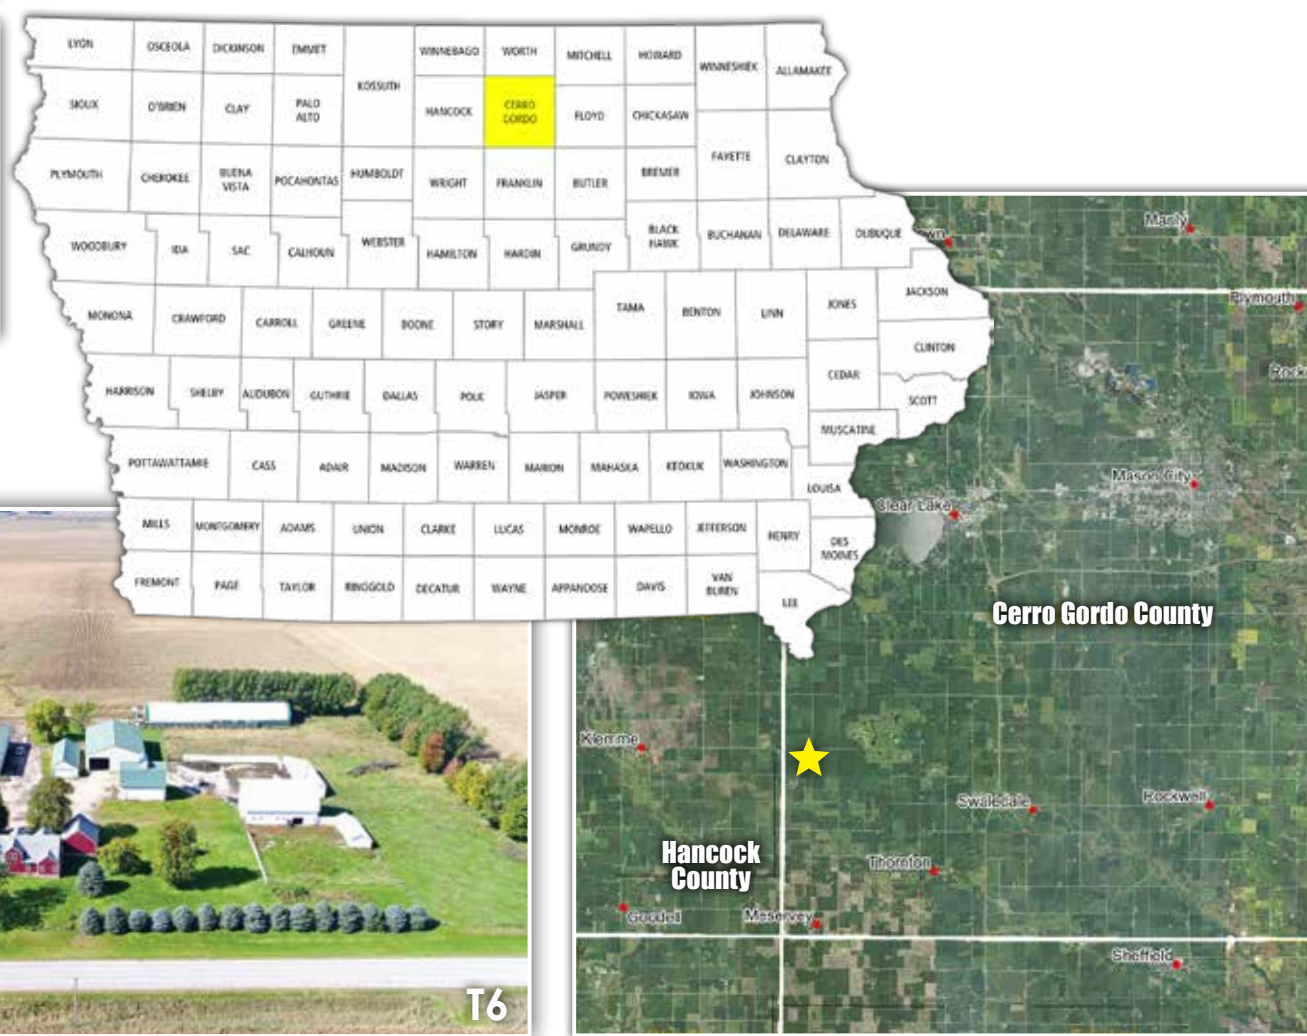 LYON
OSCEOLA
DICKINSON
EMMET
KOSSUTH
WINNEBAGO
WORTH
MITCHELL
HOWARD
WINNESHIEK
ALLAMAKEE
SIOUX
O'BRIEN
CLAY
PALO
ALTO
HANCOCK
CERRO
GORDO
FLOYD
CHICKASAW
FAYETTE
CLAYTON
PLYMOUTH
CHEROKEE
BUENA
VISTA
POCAHONTAS
HUMBOLDT
WRIGHT
FRANKLIN
BUTLER
BREMER
WOODBURY
IDA
SAC
CALHOUN
WEBSTER
HAMILTON
HARDIN
GRUNDY
BLACK
HAWK
BUCHANAN
DELAWARE
DUBUQUE
JACKSON
MONONA
CRAWFORD
CARROLL
GREENE
BOONE
STORY
MARSHALL
TAMA
BENTON
LINN
JONES
CLINTON
CEDAR
SCOTT
HARRISON
SHELBY
AUDUBON
GUTHRIE
DALLAS
POLK
JASPER
POWESHIEK
IOWA
JOHNSON
MUSCATINE
POTTAWATTAMIE
CASS
ADAIR
MADISON
WARREN
MARION
MAHASKA
KEOKUK
WASHINGTON
LOUISA
MILLS
MONTGOMERY
ADAMS
UNION
CLARKE
LUCAS
MONROE
WAPELLO
JEFFERSON
HENRY
DES
MOINES
FREMONT
PAGE
TAYLOR
RINGGOLD
DECATUR
WAYNE
APPANOOSE
DAVIS
VAN
BUREN
LEE
wn
Manly
Plymouth
Rock
Mason City
Clear Lake
Cerro Gordo County
Klemme
Swaledale
Rockwell
Hancock
County
Thornton
Goodell
Meservey
Sheffield
T6